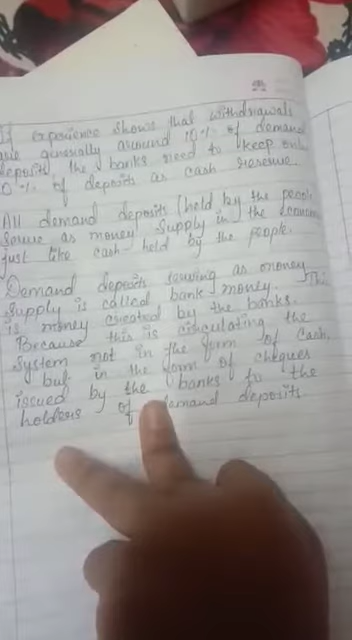 If experience shows that withdrawals
are generally around 10% of demand
deposit, the banks need to keep only
10% of deposits as cash reserve.
All demand deposits (held by the people
serve as money supply in the economy
just like cash held by the people.
Demand deposits serving as money
supply is called bank money. This
is money created by the banks.
Because this is circulating the
system not in the form of cash,
but in the form of cheques
issued by the banks to the
holders of demand deposits.